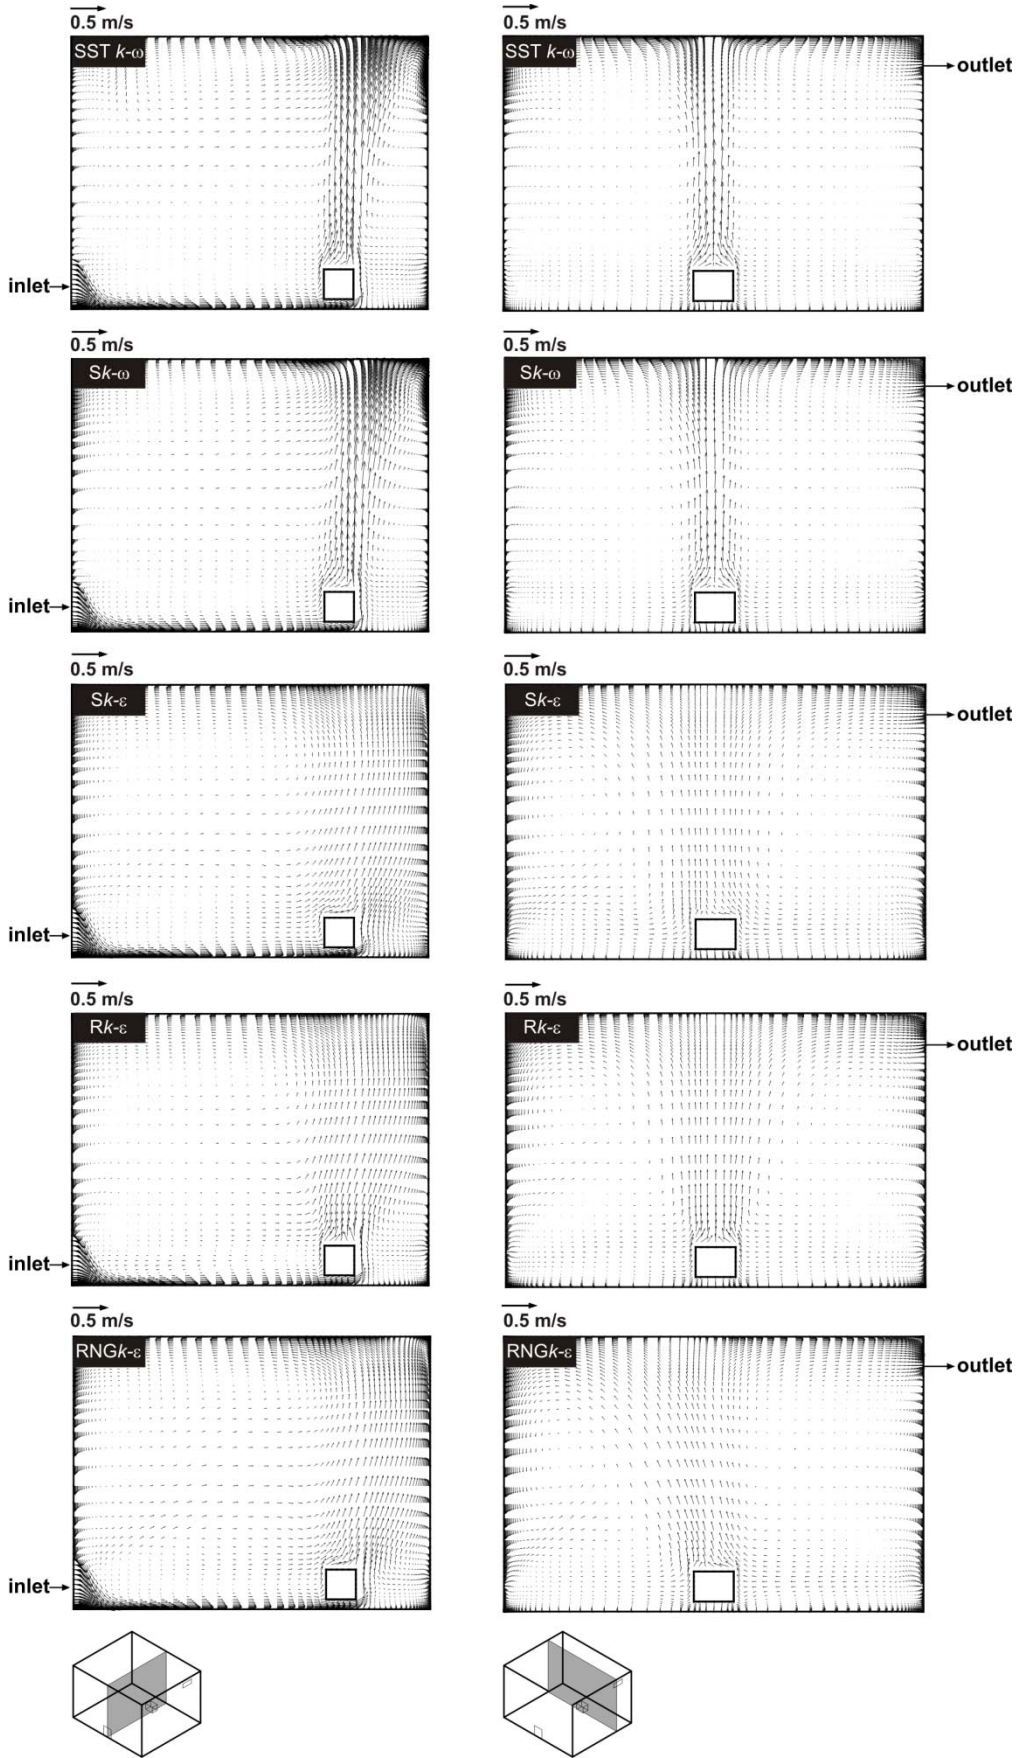 0.5 m/s
0.5 m/s
SST k-ω
SST k-ω
outlet
inlet
0.5 m/s
0.5 m/s
Sk-ω
Sk-ω
outlet
inlet
0.5 m/s
0.5 m/s
Sk-ε
Sk-ε
outlet
inlet
0.5 m/s
0.5 m/s
Rk-ε
Rk-ε
outlet
inlet
0.5 m/s
0.5 m/s
RNGk-ε
RNGk-ε
outlet
inlet